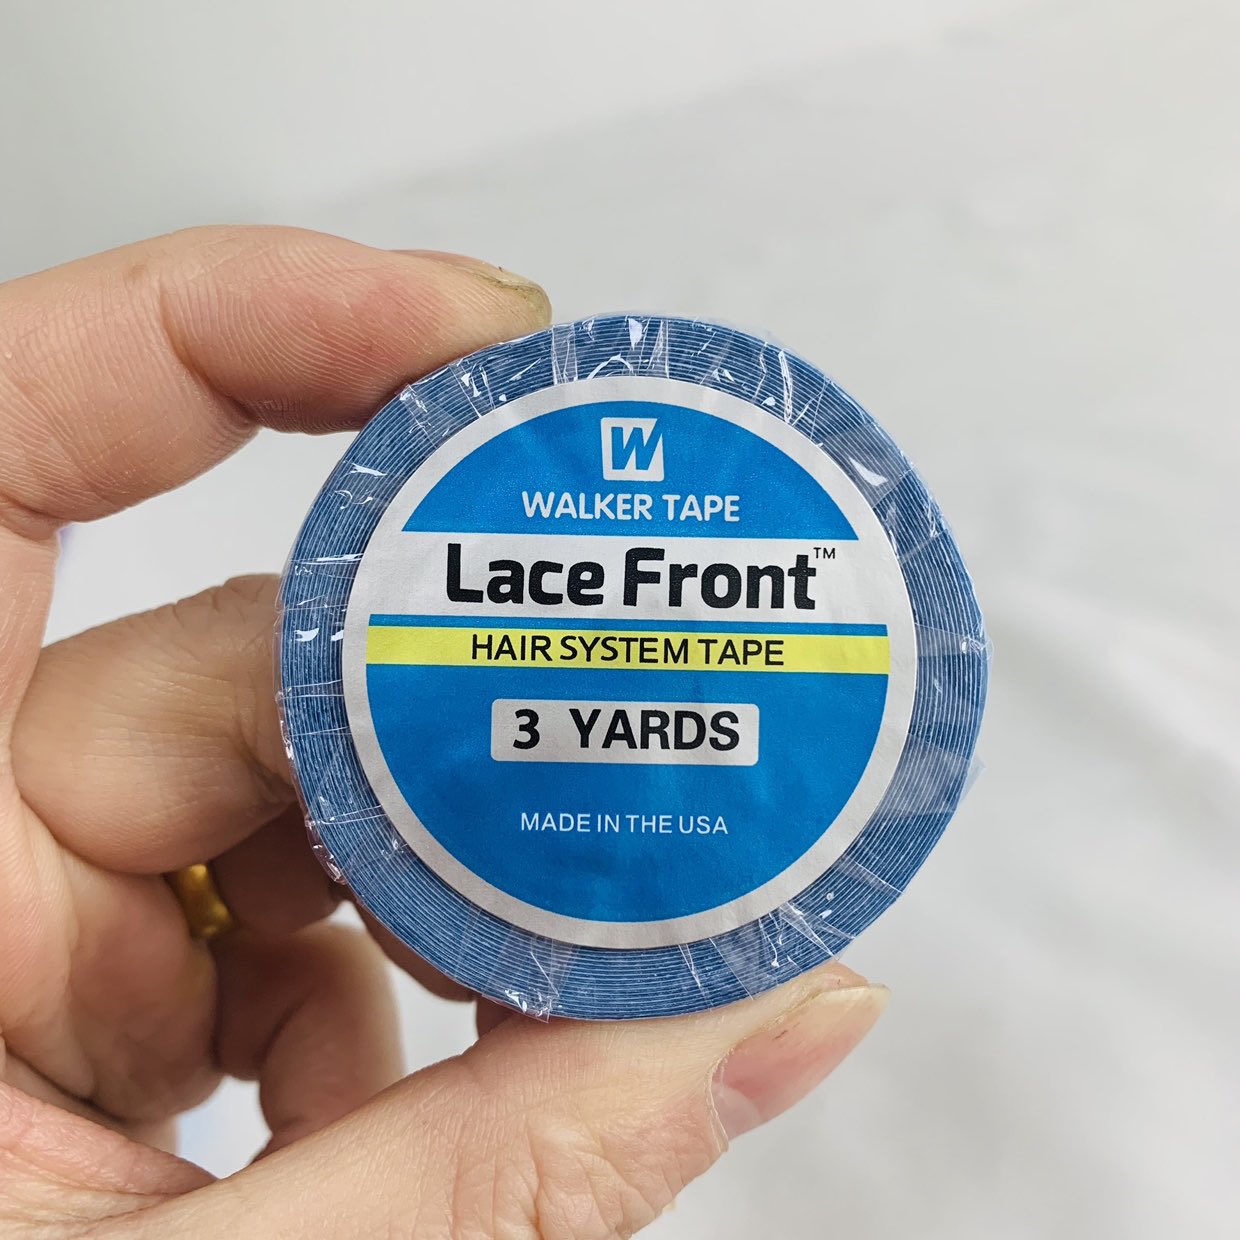 W
WALKER TAPE
Lace Front™
HAIR SYSTEM TAPE
3 YARDS
MADE IN THE USA